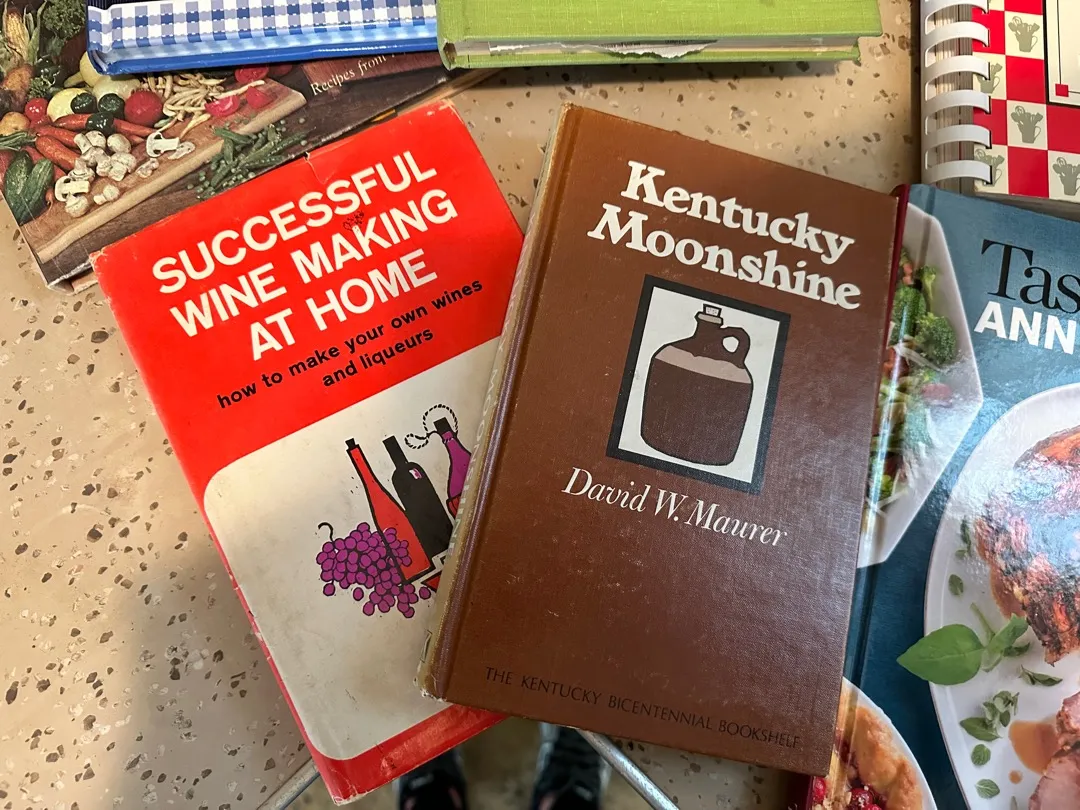 Recipes from
SUCCESSFUL
WINE MAKING
AT HOME
how to make your own wines
and liqueurs
Kentucky
Moonshine
David W. Maurer
THE KENTUCKY BICENTENNIAL BOOKSHELF
Tas
ANN